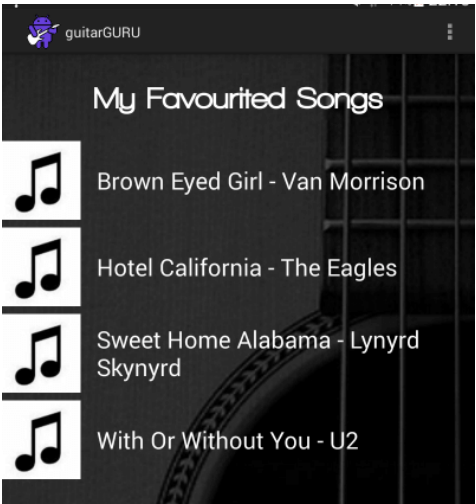 guitarGURU
My Favourited Songs
Brown Eyed Girl - Van Morrison
Hotel California - The Eagles
Sweet Home Alabama - Lynyrd
Skynyrd
With Or Without You - U2